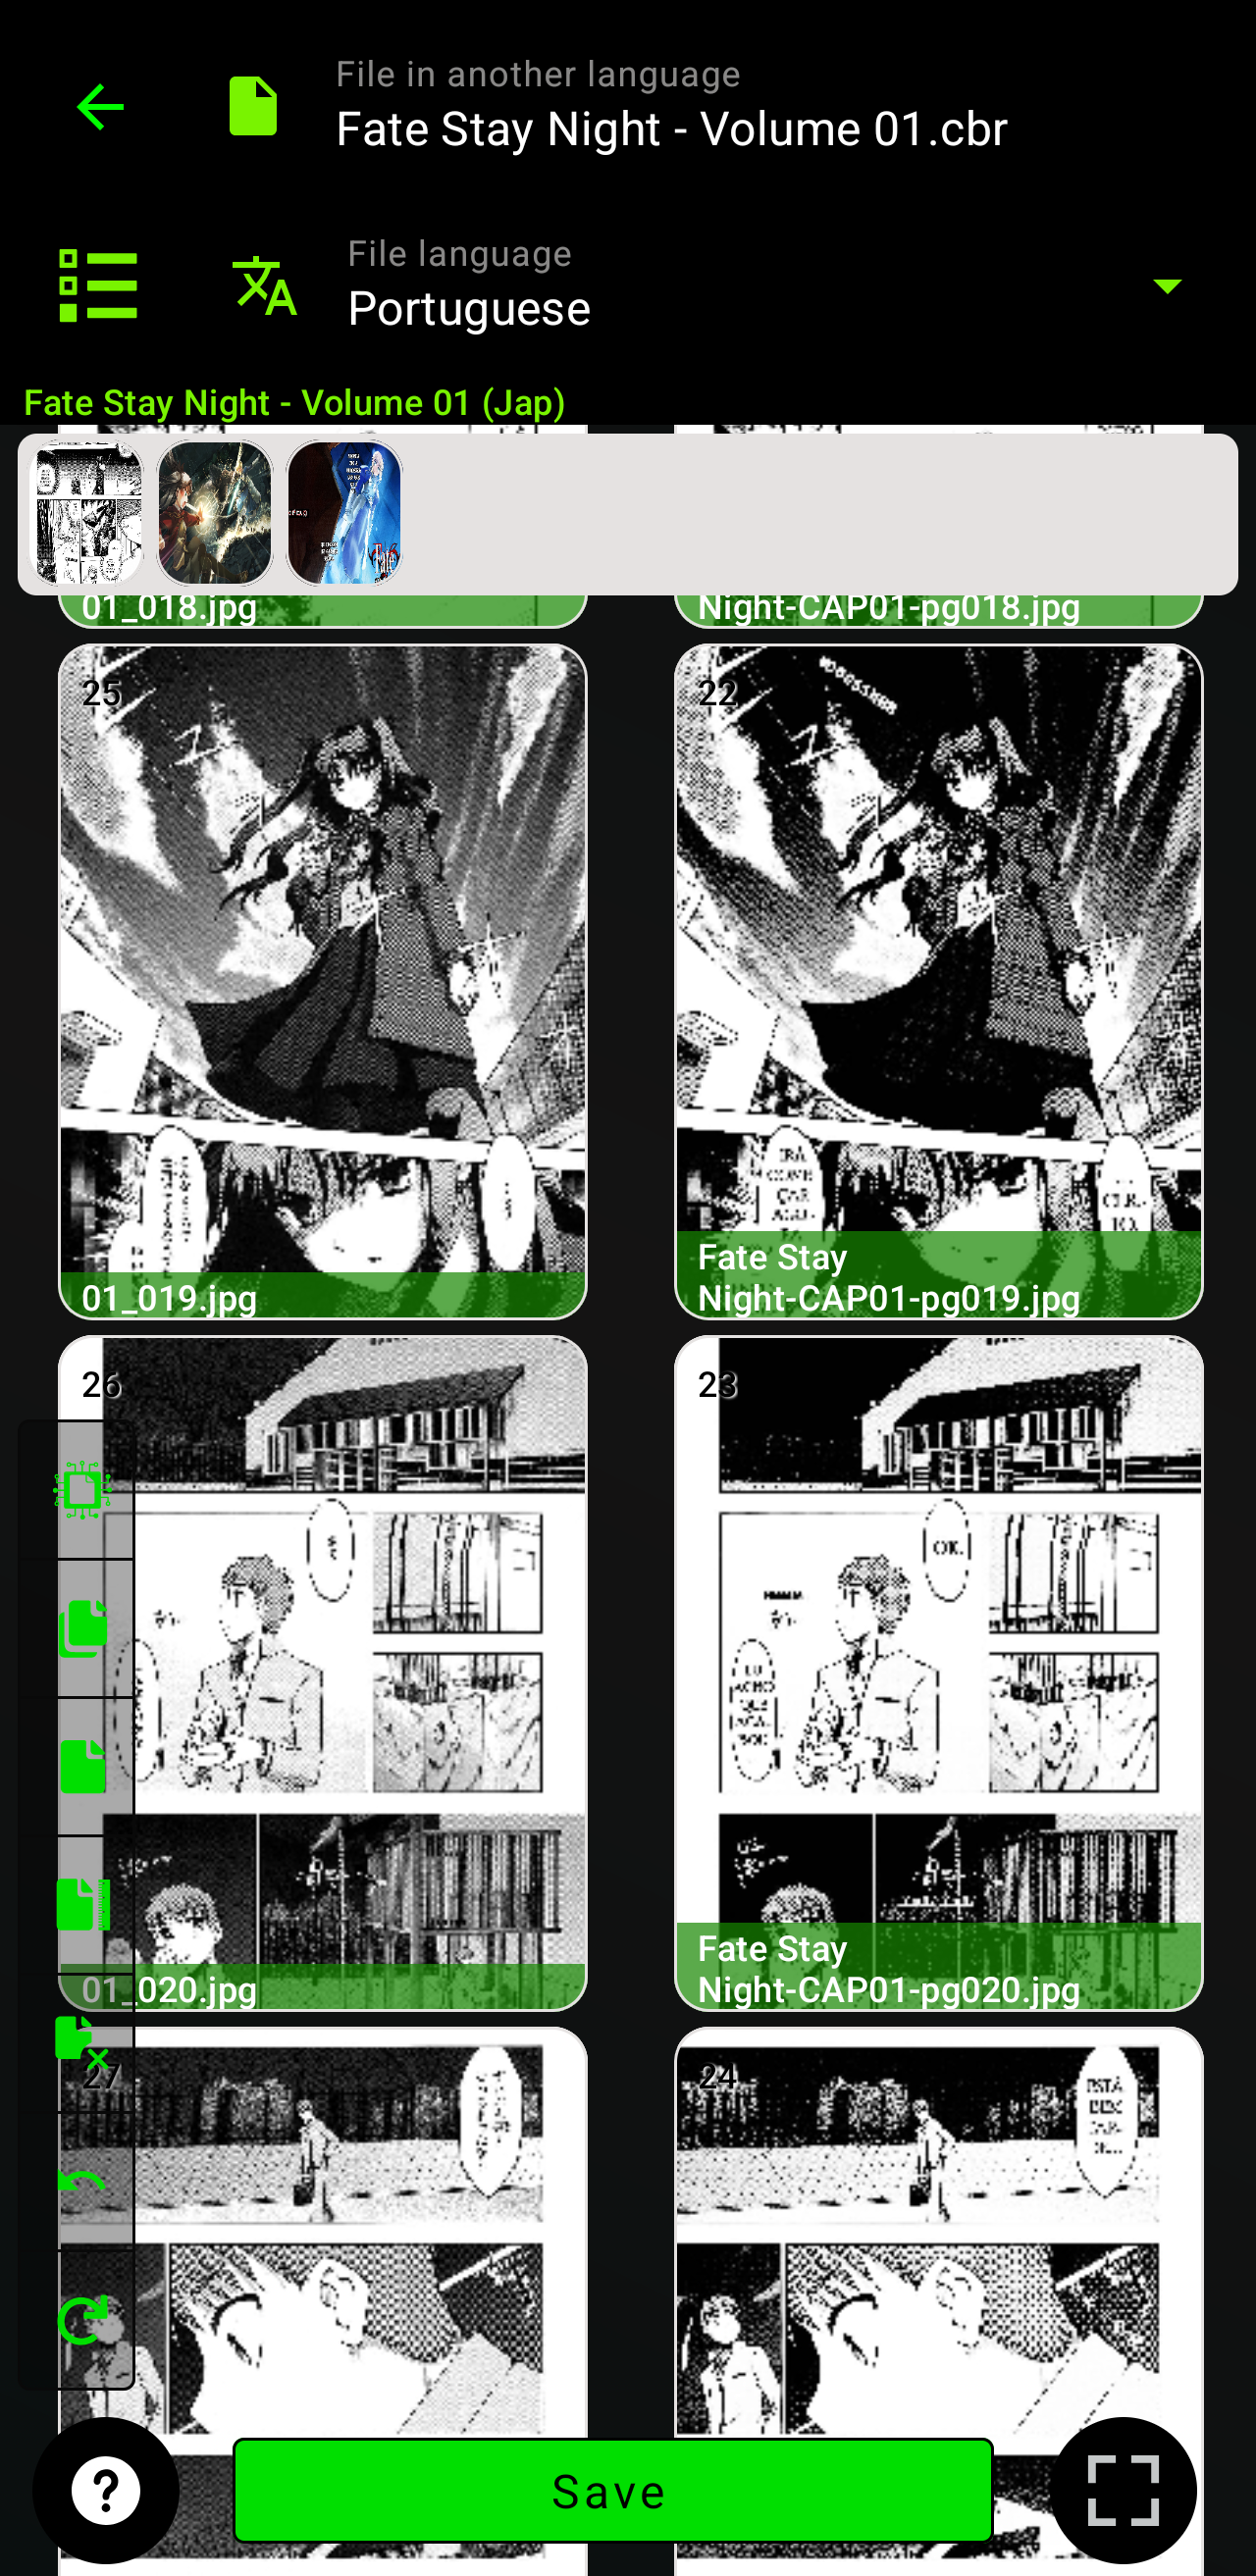 File in another language
Fate Stay Night - Volume 01.cbr
File language
Portuguese
Fate Stay Night - Volume 01 (Jap)
01_018.jpg
Night-CAP01-pg018.jpg
25
22
01_019.jpg
Fate Stay
Night-CAP01-pg019.jpg
26
23
OK.
01_020.jpg
Fate Stay
Night-CAP01-pg020.jpg
27
24
Save